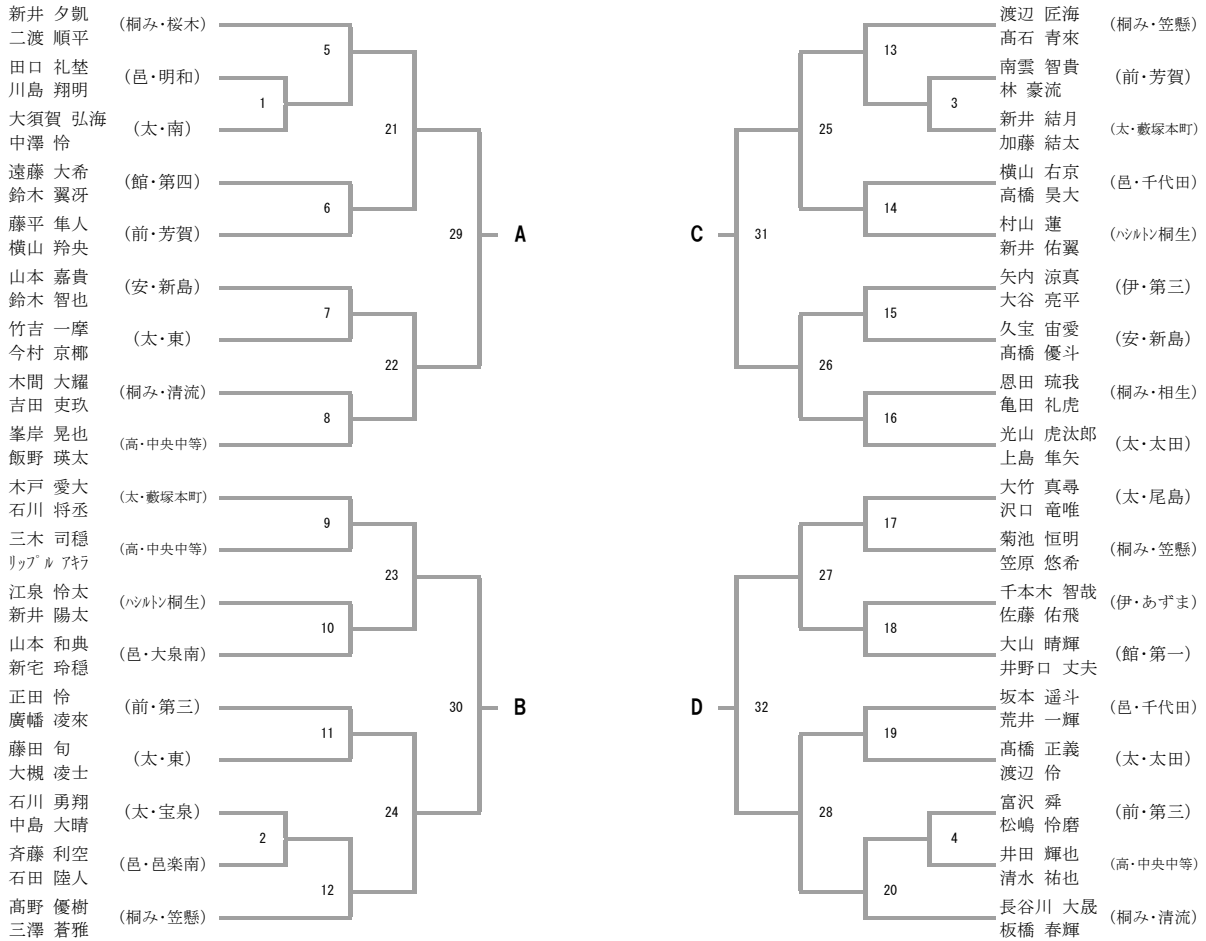 新井 夕凱
二渡 順平
(桐み・桜木)
田口 礼埜
川島 翔明
(邑・明和)
大須賀 弘海
中澤 怜
(太・南)
遠藤 大希
鈴木 翼冴
(館・第四)
藤平 隼人
横山 羚央
(前・芳賀)
山本 嘉貴
鈴木 智也
(安・新島)
竹吉 一摩
今村 京椰
(太・東)
木間 大耀
吉田 吏玖
(桐み・清流)
峯岸 晃也
飯野 瑛太
(高・中央中等)
5
1
6
7
8
21
22
29
A
木戸 愛大
石川 将丞
(太・藪塚本町)
三木 司穏
リップル アキラ
(高・中央中等)
江泉 怜太
新井 陽太
(ハシルトン桐生)
山本 和典
新宅 玲穏
(邑・大泉南)
正田 怜
廣幡 凌來
(前・第三)
藤田 旬
大槻 凌士
(太・東)
石川 勇翔
中島 大晴
(太・宝泉)
斉藤 利空
石田 陸人
(邑・邑楽南)
髙野 優樹
三澤 蒼雅
(桐み・笠懸)
9
10
11
2
12
23
24
30
B
渡辺 匠海
髙石 青來
(桐み・笠懸)
南雲 智貴
林 豪流
(前・芳賀)
新井 結月
加藤 結太
(太・藪塚本町)
横山 右京
高橋 昊大
(邑・千代田)
村山 蓮
新井 佑翼
(ハシルトン桐生)
矢内 涼真
大谷 亮平
(伊・第三)
久宝 宙愛
髙橋 優斗
(安・新島)
恩田 琉我
亀田 礼虎
(桐み・相生)
光山 虎汰郎
上島 隼矢
(太・太田)
13
3
14
15
16
25
26
31
C
大竹 真尋
沢口 竜唯
(太・尾島)
菊池 恒明
笠原 悠希
(桐み・笠懸)
千本木 智哉
佐藤 佑飛
(伊・あずま)
大山 晴輝
井野口 丈夫
(館・第一)
坂本 遥斗
荒井 一輝
(邑・千代田)
髙橋 正義
渡辺 伶
(太・太田)
富沢 舜
松嶋 怜磨
(前・第三)
井田 輝也
清水 祐也
(高・中央中等)
長谷川 大晟
板橋 春輝
(桐み・清流)
17
18
19
4
20
27
28
32
D